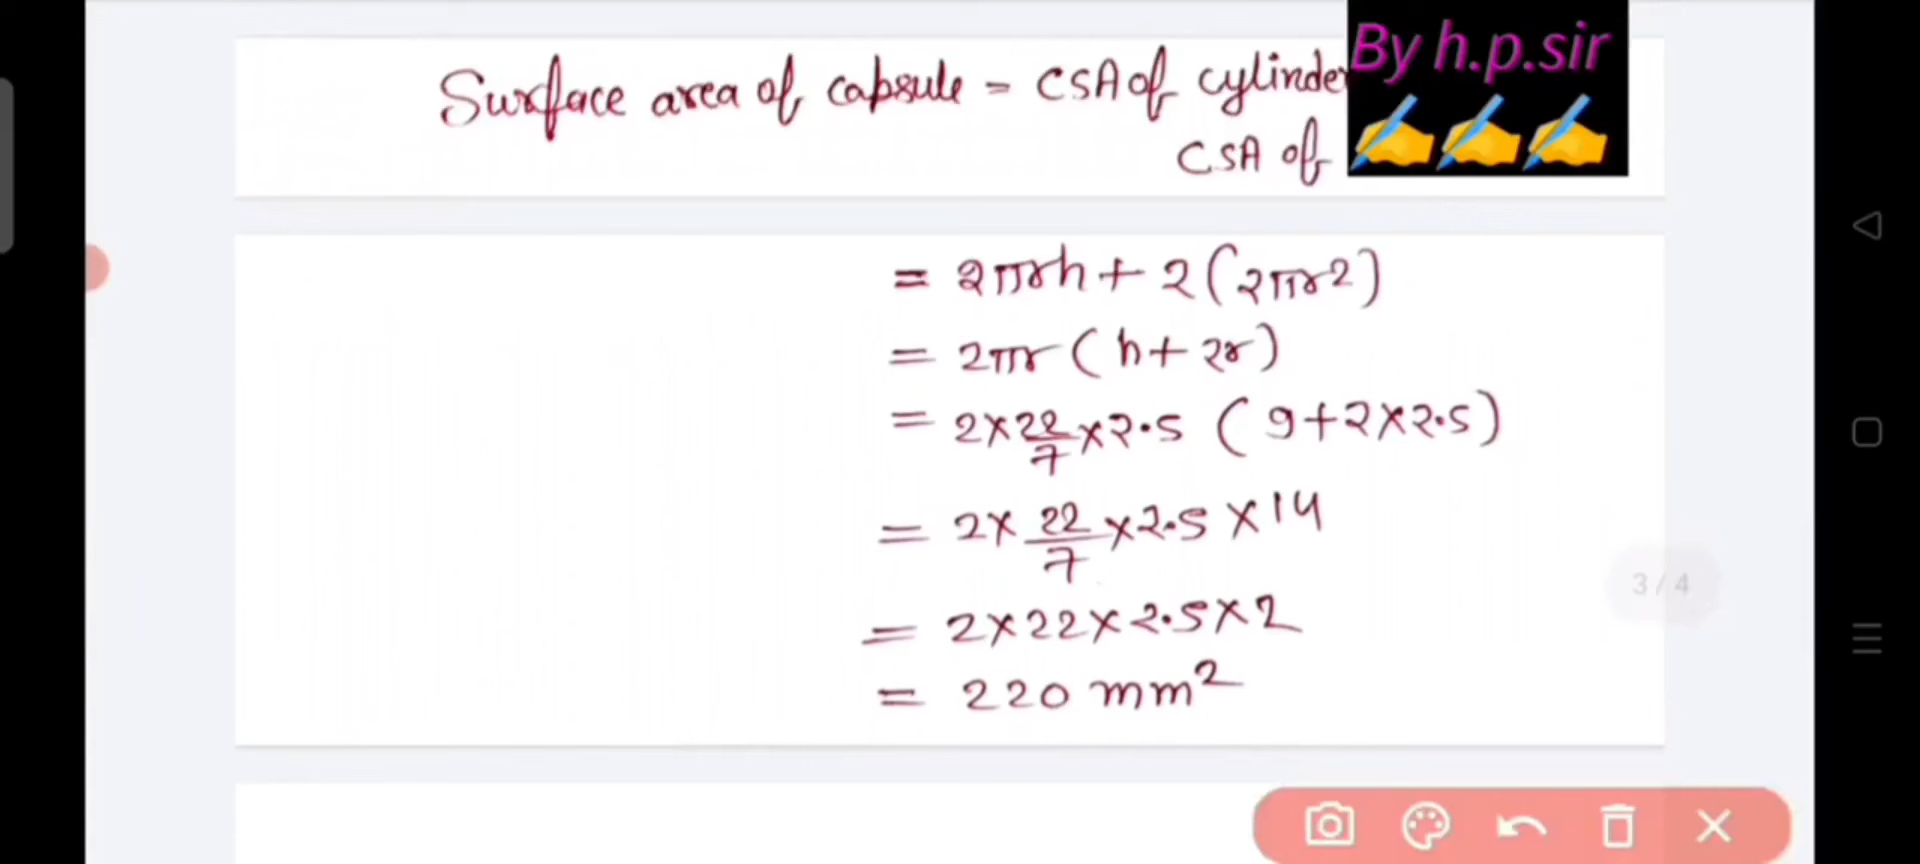 By h.p.sir
Surface area of capsule = CSA of cylinder
CSA of
= 2πrh + 2(2πr2)
= 2πr (h + 2r)
= 2×22/7×2.5 (9+2×2.5)
= 2× 22/7 ×2.5 ×14
= 2×22×2.5×2
= 220 mm²
3 / 4